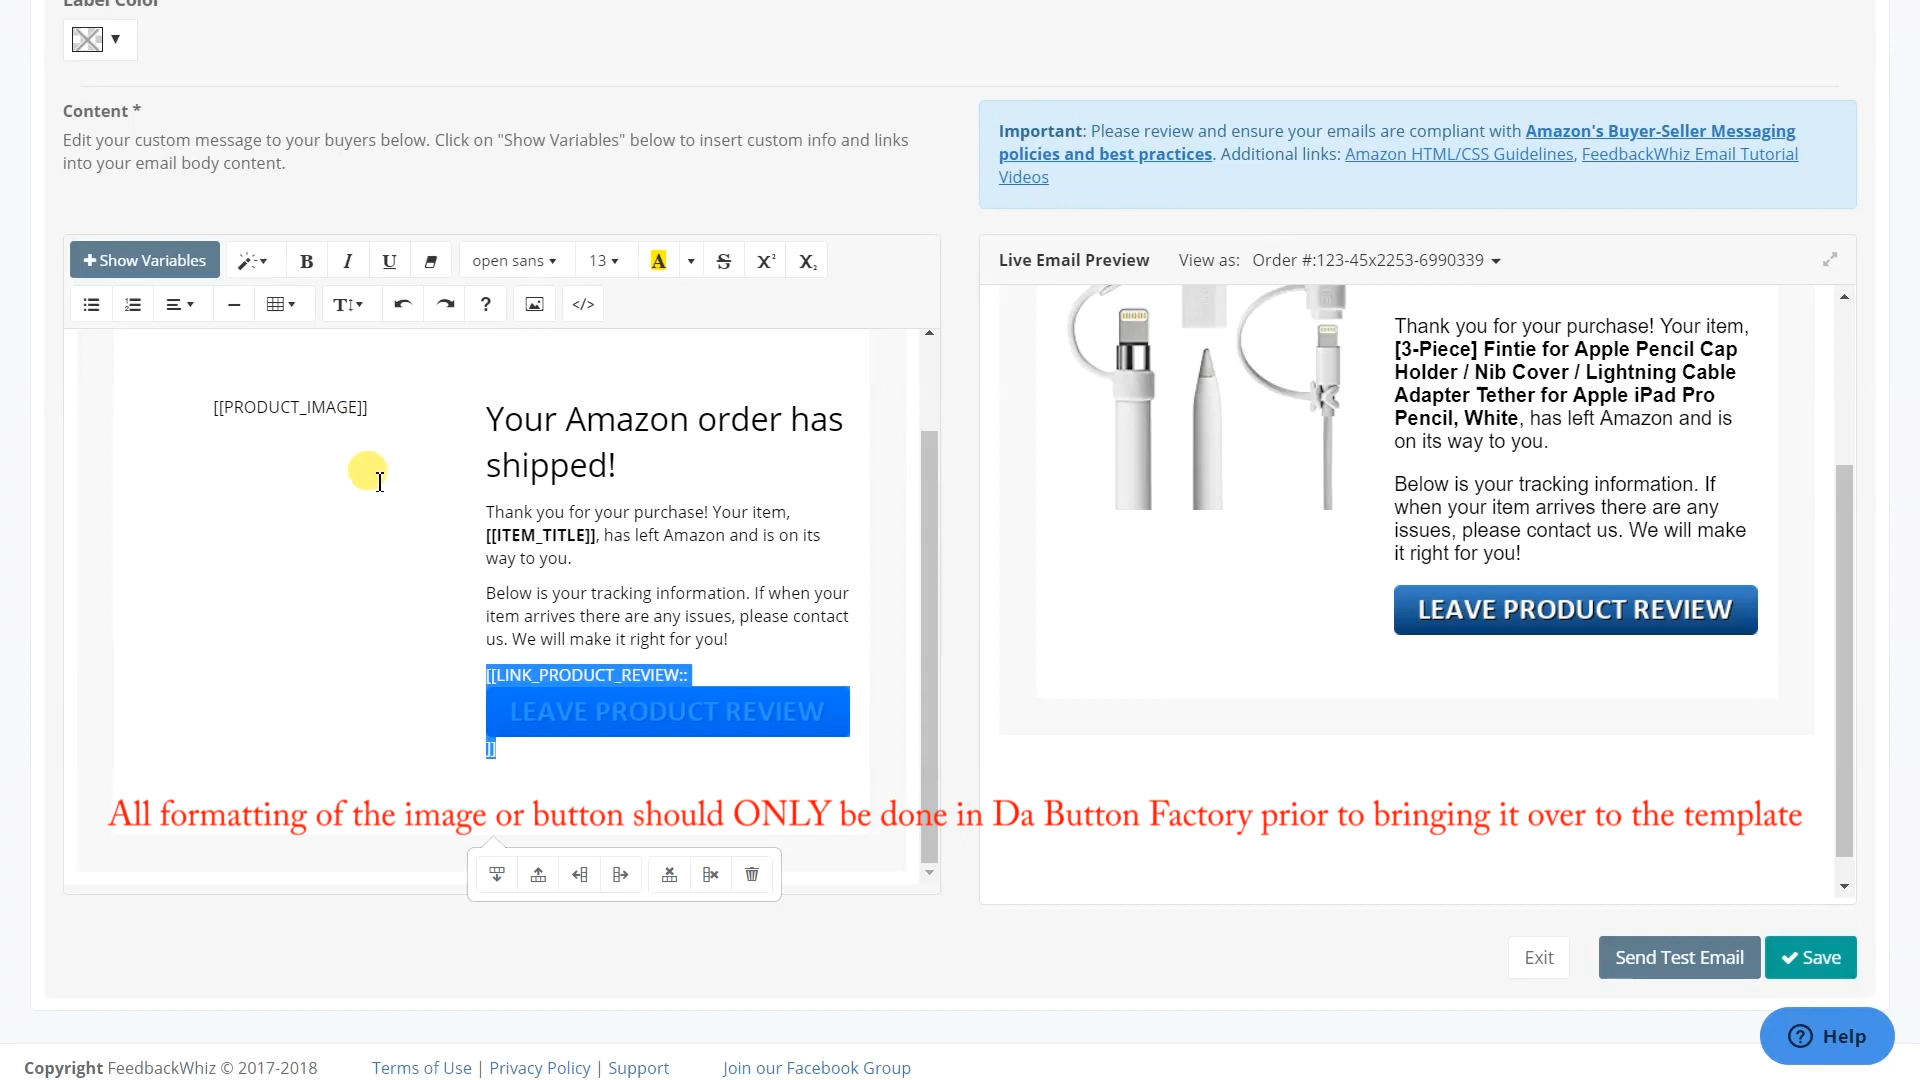 Label Color
Content *
Edit your custom message to your buyers below. Click on "Show Variables" below to insert custom info and links
into your email body content.
Important: Please review and ensure your emails are compliant with Amazon's Buyer-Seller Messaging
policies and best practices. Additional links: Amazon HTML/CSS Guidelines, FeedbackWhiz Email Tutorial
Videos
+ Show Variables
B I U
open sans
13
A
S X² X₂
T
?
</>
[[PRODUCT_IMAGE]]
Your Amazon order has
shipped!
Thank you for your purchase! Your item,
[[ITEM_TITLE]], has left Amazon and is on its
way to you.
Below is your tracking information. If when your
item arrives there are any issues, please contact
us. We will make it right for you!
[[LINK_PRODUCT_REVIEW::
LEAVE PRODUCT REVIEW
]]
Live Email Preview
View as: Order #:123-45x2253-6990339
Thank you for your purchase! Your item,
[3-Piece] Fintie for Apple Pencil Cap
Holder / Nib Cover / Lightning Cable
Adapter Tether for Apple iPad Pro
Pencil, White, has left Amazon and is
on its way to you.
Below is your tracking information. If
when your item arrives there are any
issues, please contact us. We will make
it right for you!
LEAVE PRODUCT REVIEW
All formatting of the image or button should ONLY be done in Da Button Factory prior to bringing it over to the template
Exit
Send Test Email
Save
Help
Copyright FeedbackWhiz © 2017-2018
Terms of Use | Privacy Policy | Support
Join our Facebook Group